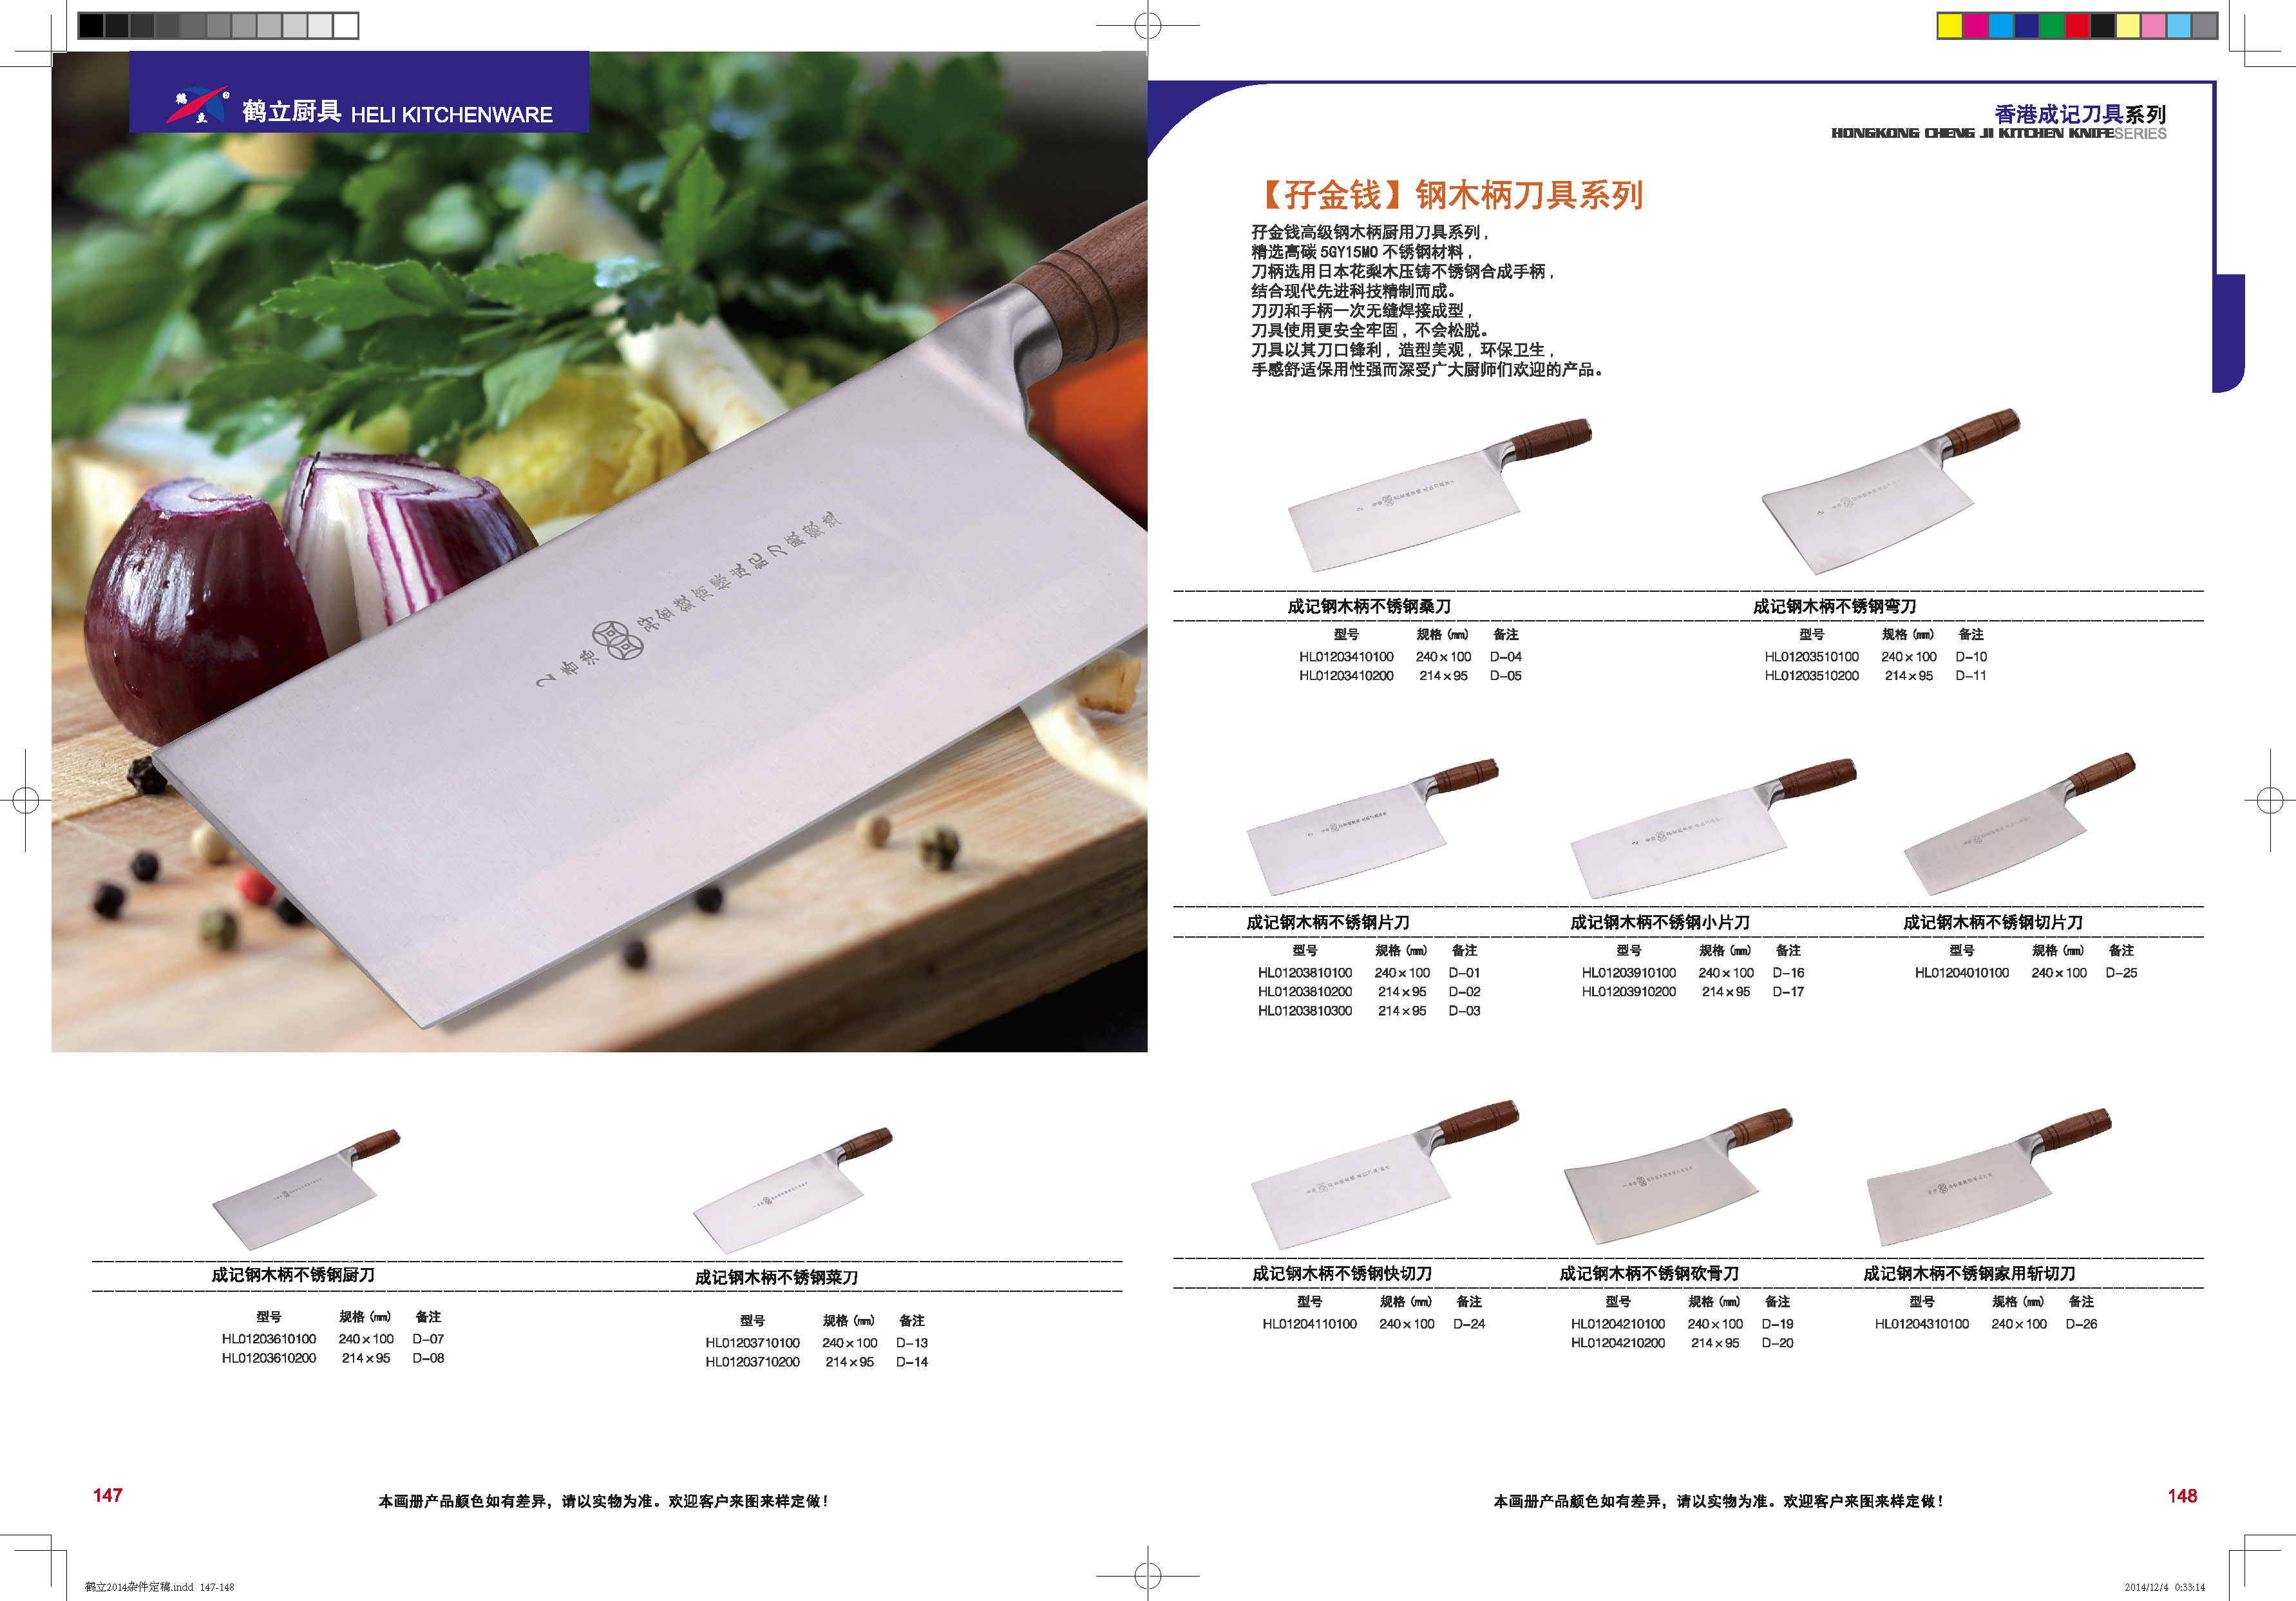 鹤立
®
鹤立厨具 HELI KITCHENWARE
2 香港 孖金钱商标成记刀厂
成记钢木柄不锈钢厨刀
型号 规格 (mm) 备注
HL01203610100 240×100 D-07
HL01203610200 214×95 D-08
成记钢木柄不锈钢菜刀
型号 规格 (mm) 备注
HL01203710100 240×100 D-13
HL01203710200 214×95 D-14
147
本画册产品颜色如有差异，请以实物为准。欢迎客户来图来样定做！
香港成记刀具系列
HONGKONG CHENG JI KITCHEN KNIFESERIES
【孖金钱】钢木柄刀具系列
孖金钱高级钢木柄厨用刀具系列，
精选高碳 5GY15MO 不锈钢材料，
刀柄选用日本花梨木压铸不锈钢合成手柄，
结合现代先进科技精制而成。
刀刃和手柄一次无缝焊接成型，
刀具使用更安全牢固，不会松脱。
刀具以其刀口锋利，造型美观，环保卫生，
手感舒适保用性强而深受广大厨师们欢迎的产品。
成记钢木柄不锈钢桑刀
型号 规格 (mm) 备注
HL01203410100 240×100 D-04
HL01203410200 214×95 D-05
成记钢木柄不锈钢弯刀
型号 规格 (mm) 备注
HL01203510100 240×100 D-10
HL01203510200 214×95 D-11
成记钢木柄不锈钢片刀
型号 规格 (mm) 备注
HL01203810100 240×100 D-01
HL01203810200 214×95 D-02
HL01203810300 214×95 D-03
成记钢木柄不锈钢小片刀
型号 规格 (mm) 备注
HL01203910100 240×100 D-16
HL01203910200 214×95 D-17
成记钢木柄不锈钢切片刀
型号 规格 (mm) 备注
HL01204010100 240×100 D-25
成记钢木柄不锈钢快切刀
型号 规格 (mm) 备注
HL01204110100 240×100 D-24
成记钢木柄不锈钢砍骨刀
型号 规格 (mm) 备注
HL01204210100 240×100 D-19
HL01204210200 214×95 D-20
成记钢木柄不锈钢家用斩切刀
型号 规格 (mm) 备注
HL01204310100 240×100 D-26
本画册产品颜色如有差异，请以实物为准。欢迎客户来图来样定做！
148
鹤立2014杂件定稿.indd 147-148
2014/12/4 0:33:14